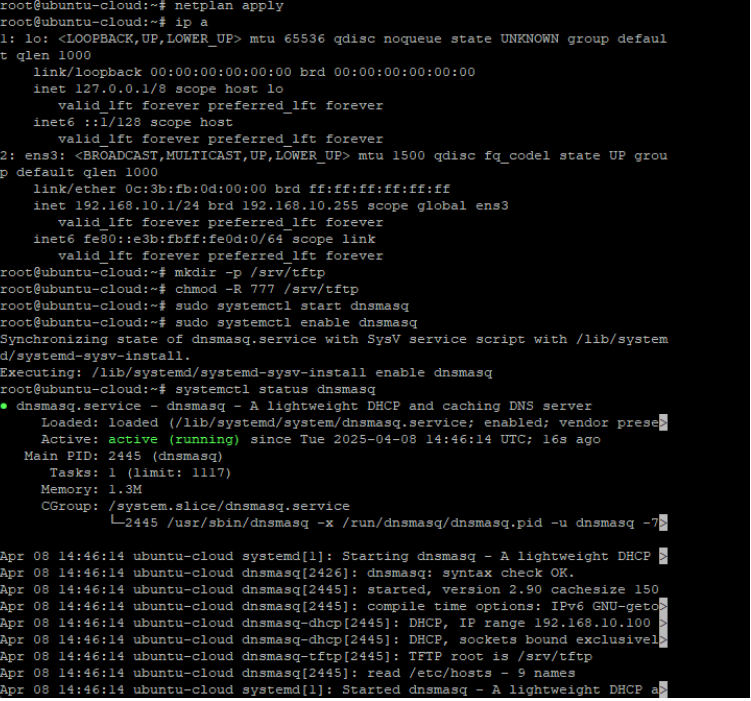 root@ubuntu-cloud:~# netplan apply
root@ubuntu-cloud:~# ip a
1: lo: <LOOPBACK,UP,LOWER_UP> mtu 65536 qdisc noqueue state UNKNOWN group defaul
t qlen 1000
    link/loopback 00:00:00:00:00:00 brd 00:00:00:00:00:00
    inet 127.0.0.1/8 scope host lo
       valid_lft forever preferred_lft forever
    inet6 ::1/128 scope host
       valid_lft forever preferred_lft forever
2: ens3: <BROADCAST,MULTICAST,UP,LOWER_UP> mtu 1500 qdisc fq_codel state UP grou
p default qlen 1000
    link/ether 0c:3b:fb:0d:00:00 brd ff:ff:ff:ff:ff:ff
    inet 192.168.10.1/24 brd 192.168.10.255 scope global ens3
       valid_lft forever preferred_lft forever
    inet6 fe80::e3b:fbff:fe0d:0/64 scope link
       valid_lft forever preferred_lft forever
root@ubuntu-cloud:~# mkdir -p /srv/tftp
root@ubuntu-cloud:~# chmod -R 777 /srv/tftp
root@ubuntu-cloud:~# sudo systemctl start dnsmasq
root@ubuntu-cloud:~# sudo systemctl enable dnsmasq
Synchronizing state of dnsmasq.service with SysV service script with /lib/system
d/systemd-sysv-install.
Executing: /lib/systemd/systemd-sysv-install enable dnsmasq
root@ubuntu-cloud:~# systemctl status dnsmasq
● dnsmasq.service - dnsmasq - A lightweight DHCP and caching DNS server
     Loaded: loaded (/lib/systemd/system/dnsmasq.service; enabled; vendor prese>
     Active: active (running) since Tue 2025-04-08 14:46:14 UTC; 16s ago
   Main PID: 2445 (dnsmasq)
      Tasks: 1 (limit: 1117)
     Memory: 1.3M
     CGroup: /system.slice/dnsmasq.service
             └─2445 /usr/sbin/dnsmasq -x /run/dnsmasq/dnsmasq.pid -u dnsmasq -7>
Apr 08 14:46:14 ubuntu-cloud systemd[1]: Starting dnsmasq - A lightweight DHCP >
Apr 08 14:46:14 ubuntu-cloud dnsmasq[2426]: dnsmasq: syntax check OK.
Apr 08 14:46:14 ubuntu-cloud dnsmasq[2445]: started, version 2.90 cachesize 150
Apr 08 14:46:14 ubuntu-cloud dnsmasq[2445]: compile time options: IPv6 GNU-geto>
Apr 08 14:46:14 ubuntu-cloud dnsmasq-dhcp[2445]: DHCP, IP range 192.168.10.100 >
Apr 08 14:46:14 ubuntu-cloud dnsmasq-dhcp[2445]: DHCP, sockets bound exclusivel>
Apr 08 14:46:14 ubuntu-cloud dnsmasq-tftp[2445]: TFTP root is /srv/tftp
Apr 08 14:46:14 ubuntu-cloud dnsmasq[2445]: read /etc/hosts - 9 names
Apr 08 14:46:14 ubuntu-cloud systemd[1]: Started dnsmasq - A lightweight DHCP a>